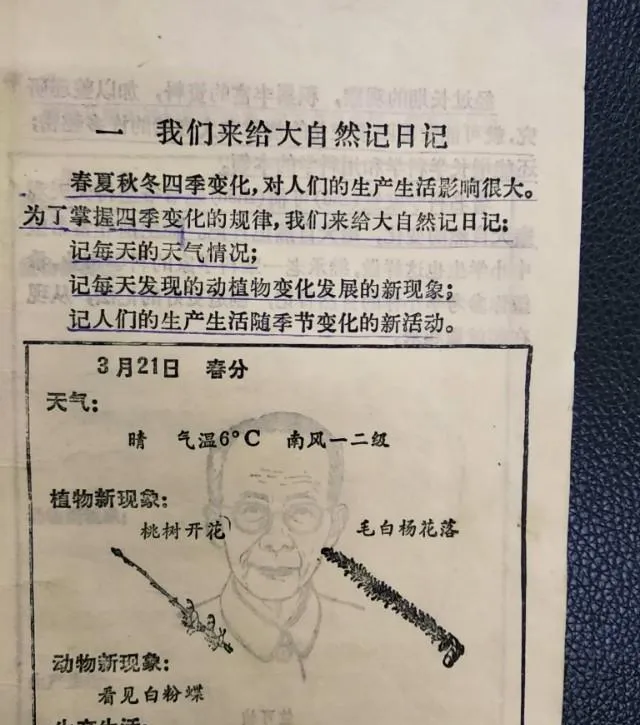 一 我们来给大自然记日记
春夏秋冬四季变化，对人们的生产生活影响很大。
为了掌握四季变化的规律，我们来给大自然记日记：
记每天的天气情况；
记每天发现的动植物变化发展的新现象；
记人们的生产生活随季节变化的新活动。
3月21日 春分
天气：
晴 气温6°C 南风一二级
植物新现象：
桃树开花 毛白杨花落
动物新现象：
看见白粉蝶
生产生活：